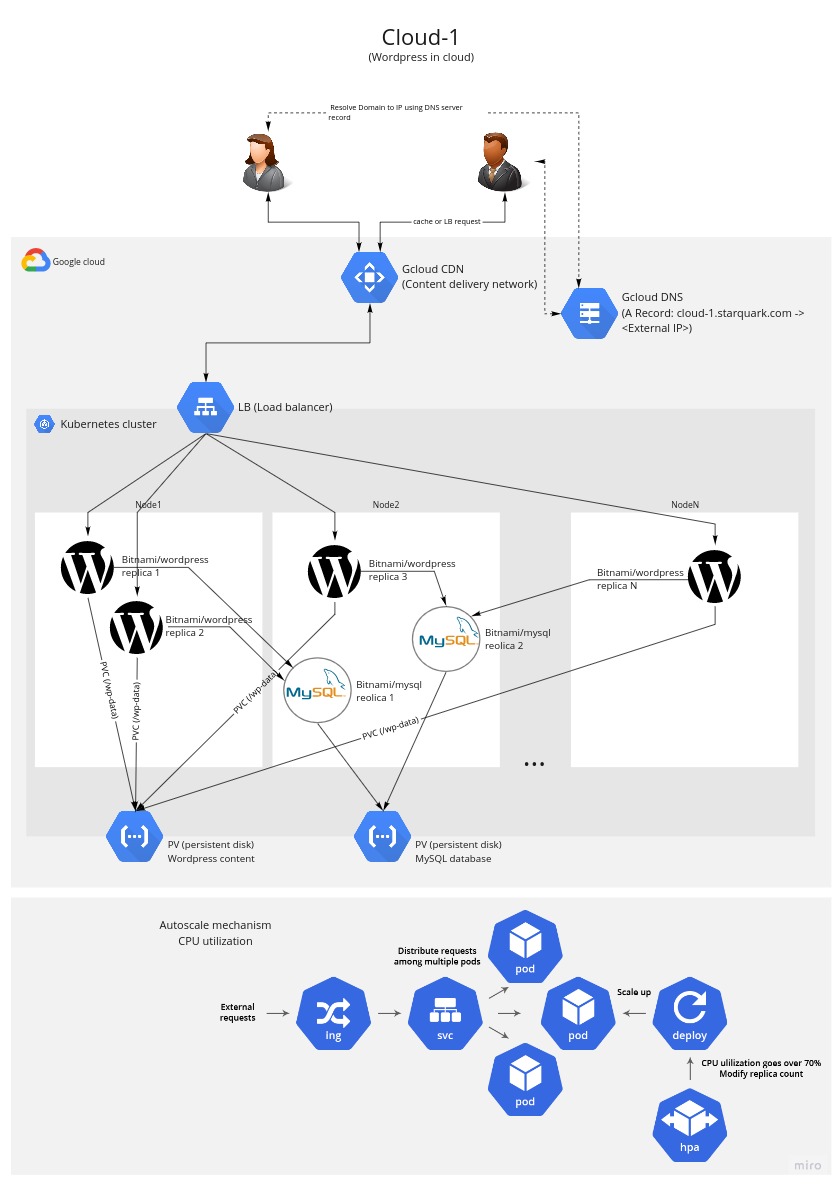 Cloud-1
(Wordpress in cloud)
Resolve Domain to IP using DNS server
record
cache or LB request
Google cloud
Gcloud CDN
(Content delivery network)
Gcloud DNS
(A Record: cloud-1.starquark.com ->
<External IP>)
LB (Load balancer)
Kubernetes cluster
Node1
Node2
NodeN
Bitnami/wordpress
replica 1
Bitnami/wordpress
replica 2
Bitnami/wordpress
replica 3
Bitnami/wordpress
replica N
MySQL
Bitnami/mysql
reolica 2
MySQL
Bitnami/mysql
reolica 1
PVC (/wp-data)
PVC (/wp-data)
PVC (/wp-data)
PVC (/wp-data)
...
PV (persistent disk)
Wordpress content
PV (persistent disk)
MySQL database
Autoscale mechanism
CPU utilization
Distribute requests
among multiple pods
pod
External
requests
Ing
svc
pod
Scale up
deploy
pod
CPU ulilization goes over 70%
Modify replica count
hpa
miro